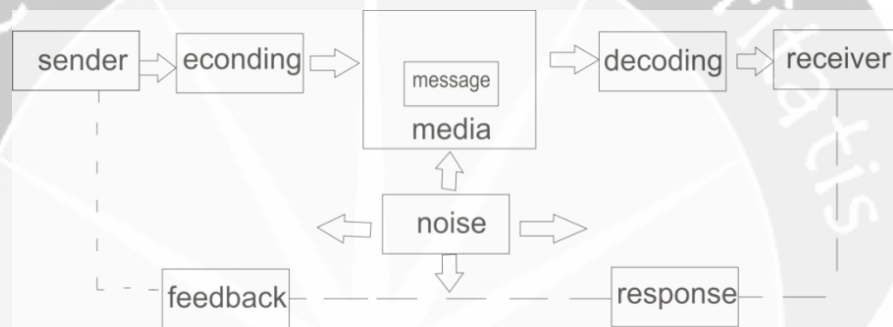 sender
econding
message
media
decoding
receiver
noise
feedback
response